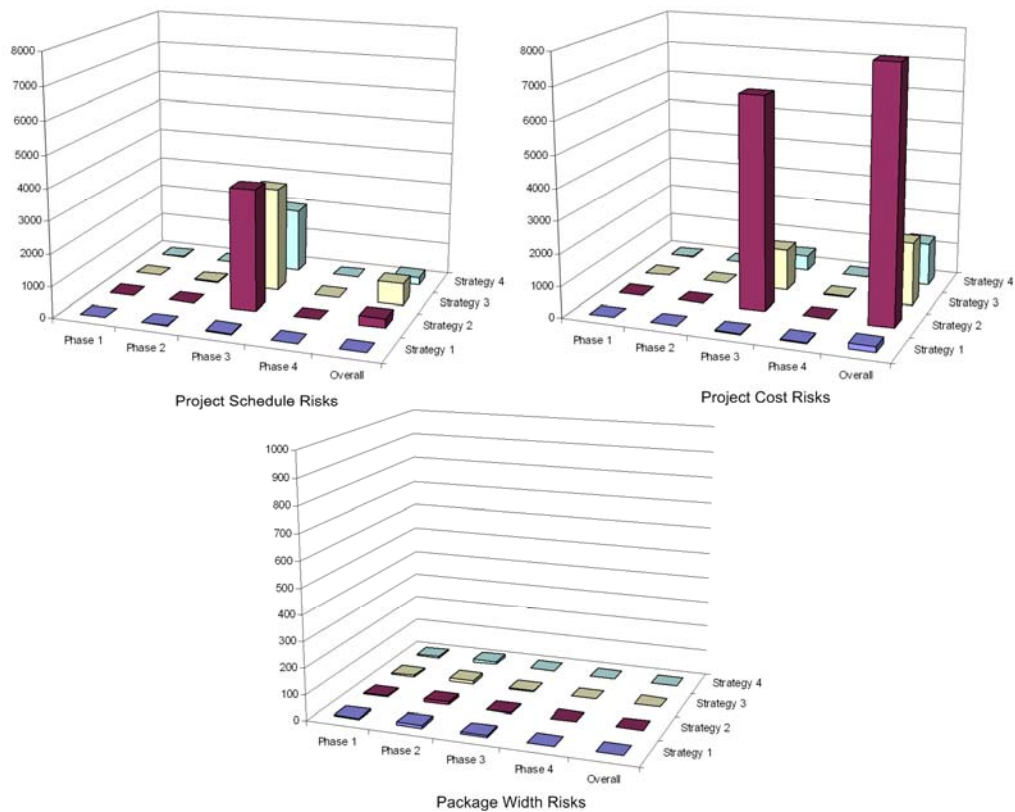 8000
7000
6000
5000
4000
3000
2000
1000
0
Phase 1
Phase 2
Phase 3
Phase 4
Overall
Strategy 4
Strategy 3
Strategy 2
Strategy 1
Project Schedule Risks
8000
7000
6000
5000
4000
3000
2000
1000
0
Phase 1
Phase 2
Phase 3
Phase 4
Overall
Strategy 4
Strategy 3
Strategy 2
Strategy 1
Project Cost Risks
1000
900
800
700
600
500
400
300
200
100
0
Phase 1
Phase 2
Phase 3
Phase 4
Overall
Strategy 4
Strategy 3
Strategy 2
Strategy 1
Package Width Risks